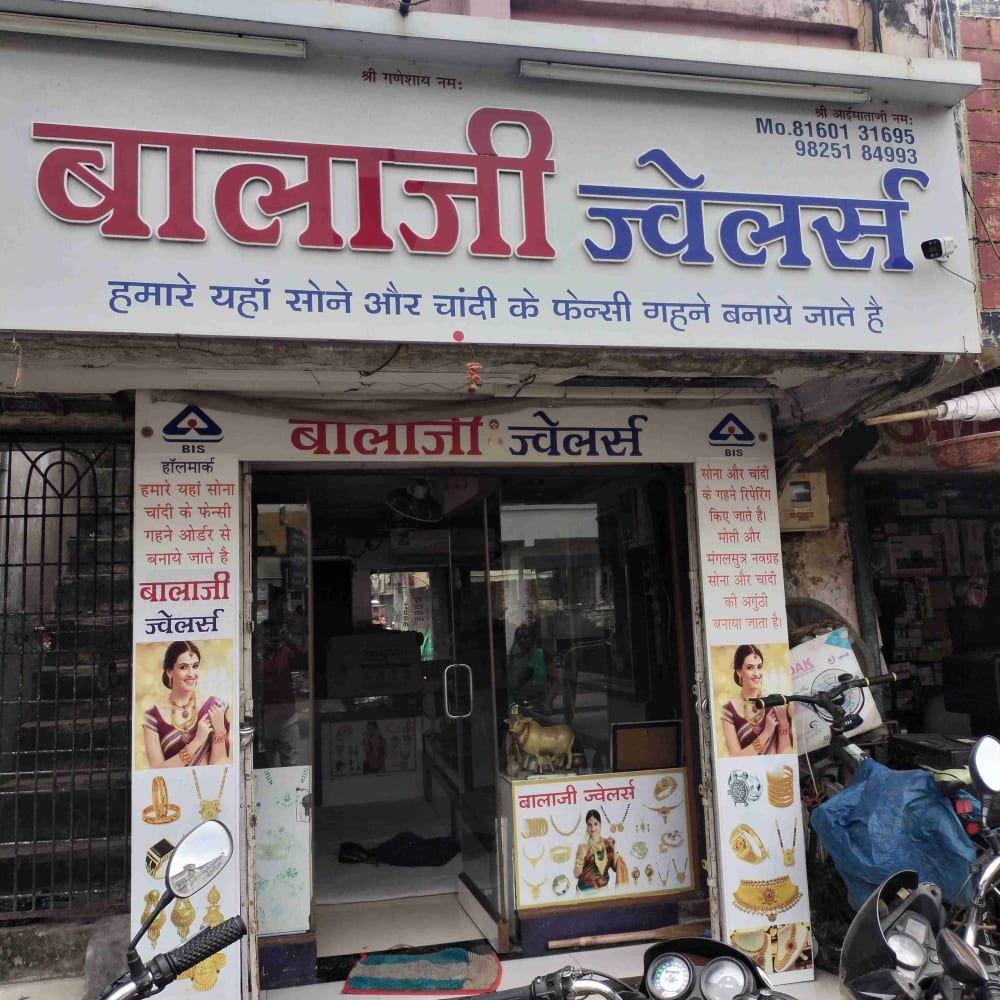 श्री गणेशाय नम:
श्री आईमाताजी नम:
Mo.81601 31695
98251 84993
बालाजी ज्वेलर्स
हमारे यहाँ सोने और चांदी के फेन्सी गहने बनाये जाते है
बालाजी ज्वेलर्स
BIS
हॉलमार्क
हमारे यहां सोना
चांदी के फेन्सी
गहने ओर्डर से
बनाये जाते है
बालाजी
ज्वेलर्स
BIS
सोना और चांदी
के गहने रिपेरिंग
किए जाते है।
मोती और
मंगलसुत्र नवग्रह
सोना और चांदी
की अगुंठी
बनाया जाता है।
बालाजी ज्वेलर्स